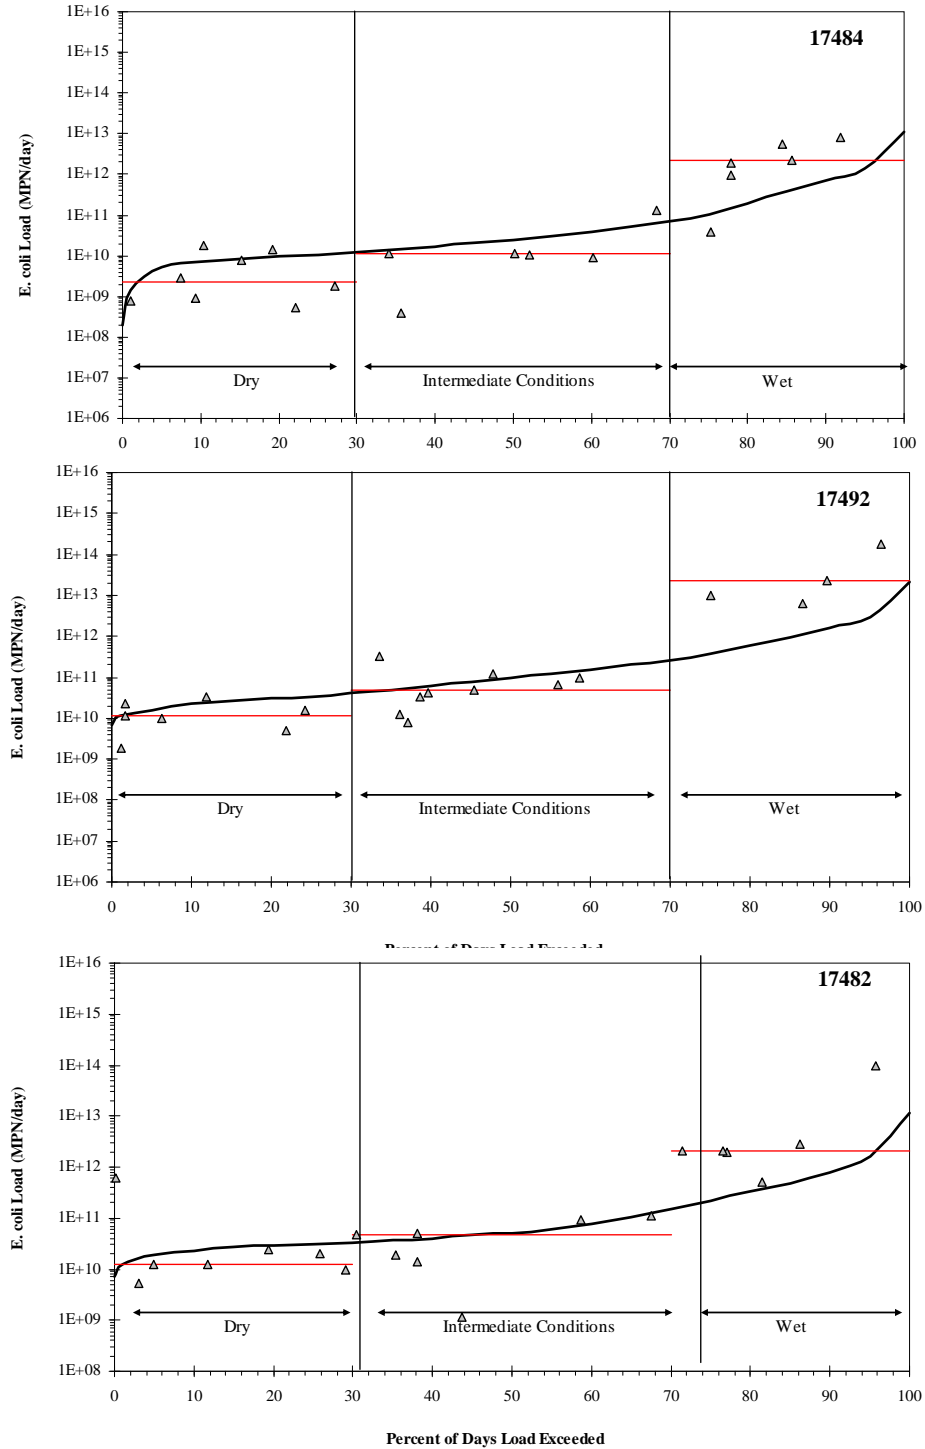 17484
1E+16
1E+15
1E+14
1E+13
1E+12
1E+11
1E+10
1E+09
1E+08
1E+07
1E+06
E. coli Load (MPN/day)
Dry Intermediate Conditions Wet
0 10 20 30 40 50 60 70 80 90 100
17492
1E+16
1E+15
1E+14
1E+13
1E+12
1E+11
1E+10
1E+09
1E+08
1E+07
1E+06
E. coli Load (MPN/day)
Dry Intermediate Conditions Wet
0 10 20 30 40 50 60 70 80 90 100
Percent of Days Load Exceeded
17482
1E+16
1E+15
1E+14
1E+13
1E+12
1E+11
1E+10
1E+09
1E+08
E. coli Load (MPN/day)
Dry Intermediate Conditions Wet
0 10 20 30 40 50 60 70 80 90 100
Percent of Days Load Exceeded